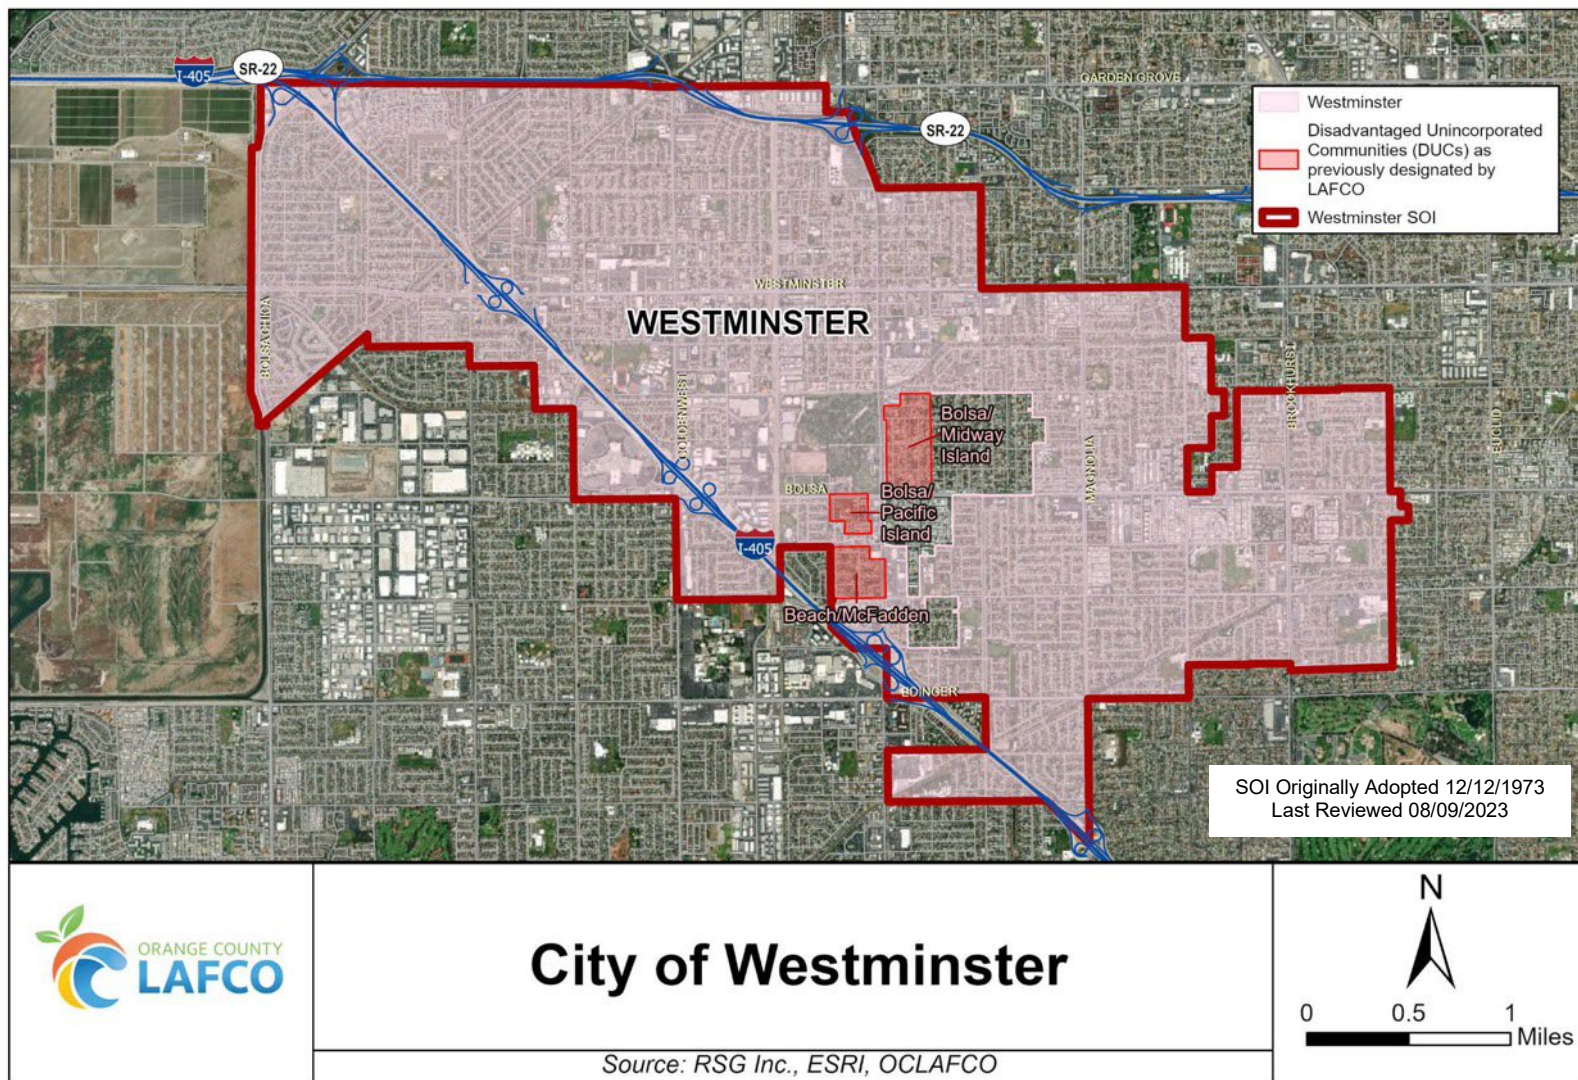 I-405
SR-22
GARDEN GROVE
SR-22
Westminster
Disadvantaged Unincorporated
Communities (DUCs) as
previously designated by
LAFCO
Westminster SOI
WESTMINSTER
WESTMINSTER
BOLSA CHICA
GOLDENWEST
BROOKHURST
EUCLID
MAGNOLIA
Bolsa/
Midway
Island
BOLSA
Bolsa/
Pacific
Island
I-405
Beach/McFadden
EDINGER
SOI Originally Adopted 12/12/1973
Last Reviewed 08/09/2023
ORANGE COUNTY
LAFCO
City of Westminster
Source: RSG Inc., ESRI, OCLAFCO
N
0 0.5 1
Miles